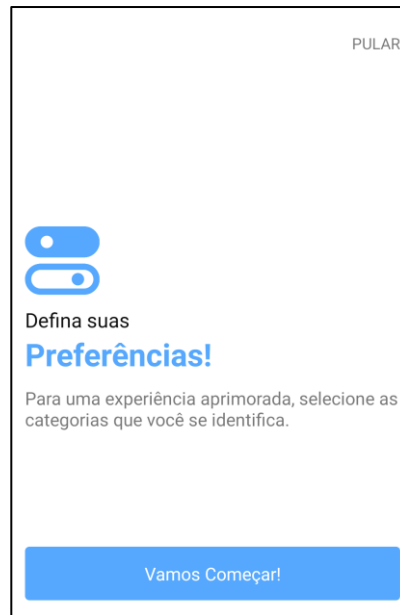 PULAR
Defina suas
Preferências!
Para uma experiência aprimorada, selecione as
categorias que você se identifica.
Vamos Começar!